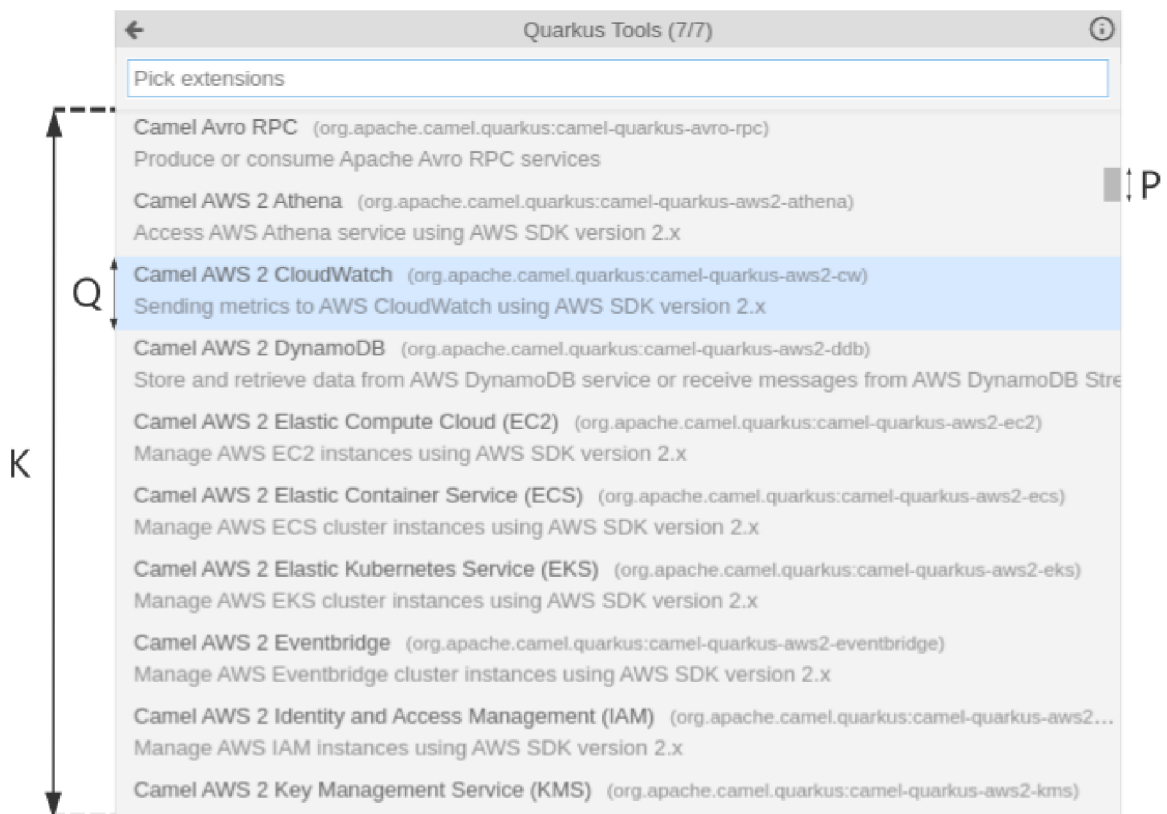 Quarkus Tools (7/7)
Pick extensions
Camel Avro RPC (org.apache.camel.quarkus:camel-quarkus-avro-rpc)
Produce or consume Apache Avro RPC services
P
Camel AWS 2 Athena (org.apache.camel.quarkus:camel-quarkus-aws2-athena)
Access AWS Athena service using AWS SDK version 2.x
Camel AWS 2 CloudWatch (org.apache.camel.quarkus:camel-quarkus-aws2-cw)
Q
Sending metrics to AWS CloudWatch using AWS SDK version 2.x
Camel AWS 2 DynamoDB (org.apache.camel.quarkus:camel-quarkus-aws2-ddb)
Store and retrieve data from AWS DynamoDB service or receive messages from AWS DynamoDB Stre
Camel AWS 2 Elastic Compute Cloud (EC2) (org.apache.camel.quarkus:camel-quarkus-aws2-ec2)
Manage AWS EC2 instances using AWS SDK version 2.x
K
Camel AWS 2 Elastic Container Service (ECS) (org.apache.camel.quarkus:camel-quarkus-aws2-ecs)
Manage AWS ECS cluster instances using AWS SDK version 2.x
Camel AWS 2 Elastic Kubernetes Service (EKS) (org.apache.camel.quarkus:camel-quarkus-aws2-eks)
Manage AWS EKS cluster instances using AWS SDK version 2.x
Camel AWS 2 Eventbridge (org.apache.camel.quarkus:camel-quarkus-aws2-eventbridge)
Manage AWS Eventbridge cluster instances using AWS SDK version 2.x
Camel AWS 2 Identity and Access Management (IAM) (org.apache.camel.quarkus:camel-quarkus-aws2...
Manage AWS IAM instances using AWS SDK version 2.x
Camel AWS 2 Key Management Service (KMS) (org.apache.camel.quarkus:camel-quarkus-aws2-kms)